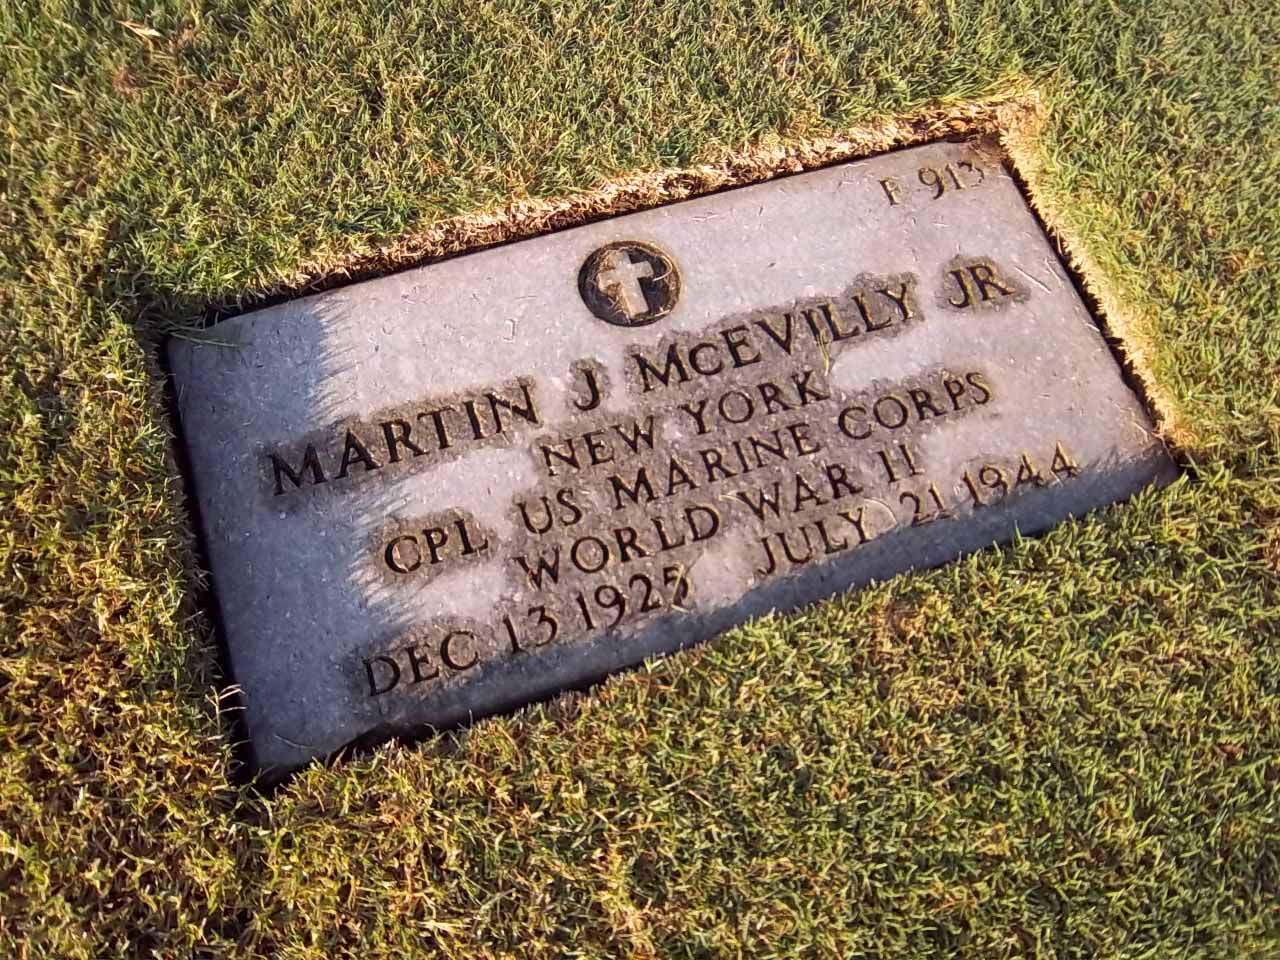 F 913
MARTIN J McEVILLY JR
NEW YORK
CPL US MARINE CORPS
WORLD WAR II
DEC 13 1925 JULY 21 1944